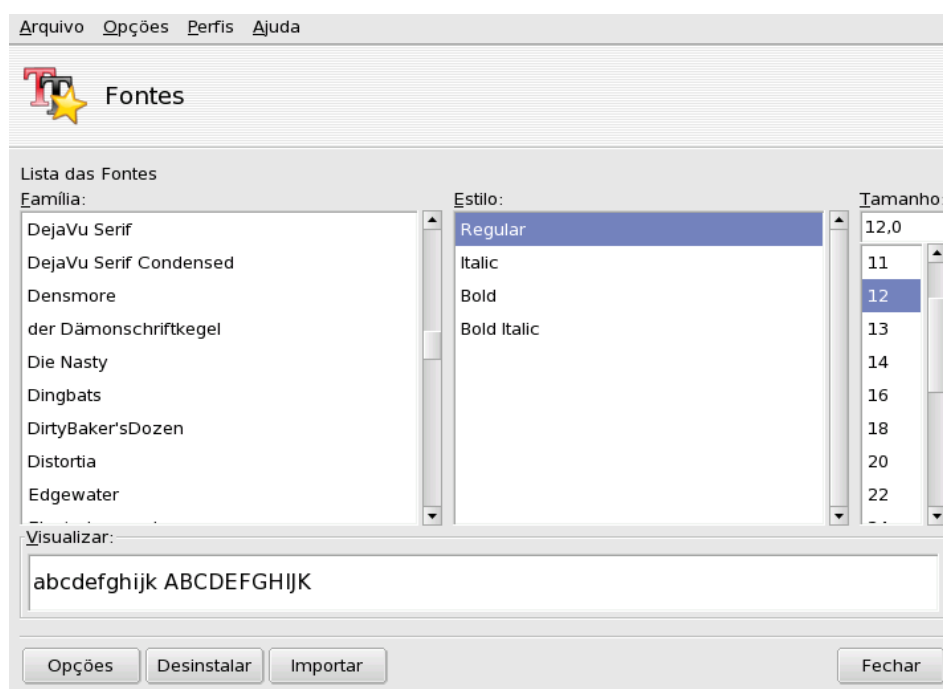 Arquivo Opções Perfis Ajuda
Fontes
Lista das Fontes
Família:
DejaVu Serif
DejaVu Serif Condensed
Densmore
der Dämonschriftkegel
Die Nasty
Dingbats
DirtyBaker'sDozen
Distortia
Edgewater
Estilo:
Regular
Italic
Bold
Bold Italic
Tamanho:
12,0
11
12
13
14
16
18
20
22
Visualizar:
abcdefghijk ABCDEFGHIJK
Opções Desinstalar Importar Fechar